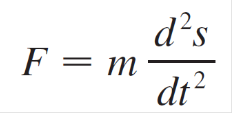 F = m d²s/dt²